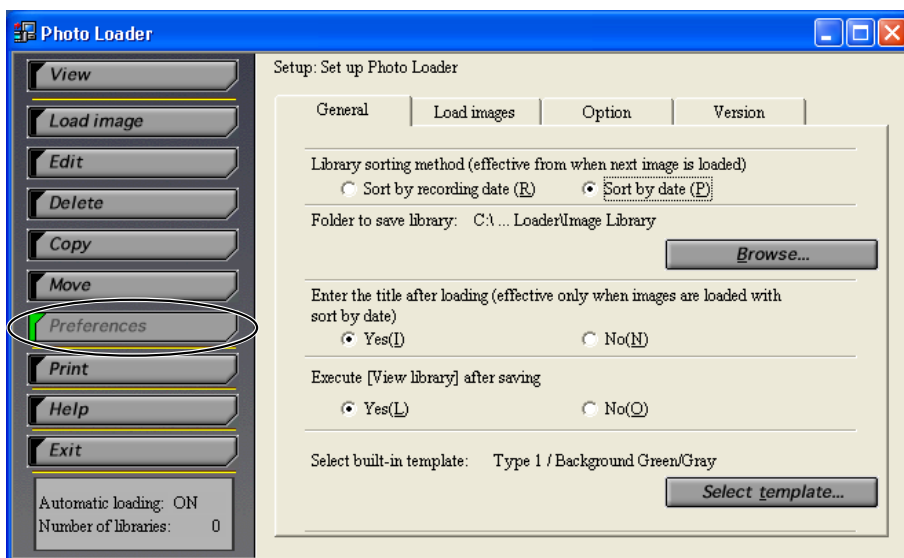 Photo Loader
View
Load image
Edit
Delete
Copy
Move
Preferences
Print
Help
Exit
Automatic loading: ON
Number of libraries: 0
Setup: Set up Photo Loader
General
Load images
Option
Version
Library sorting method (effective from when next image is loaded)
Sort by recording date (R)
Sort by date (P)
Folder to save library: C:\ ... Loader\Image Library
Browse...
Enter the title after loading (effective only when images are loaded with
sort by date)
Yes(I)
No(N)
Execute [View library] after saving
Yes(L)
No(O)
Select built-in template: Type 1 / Background Green/Gray
Select template...